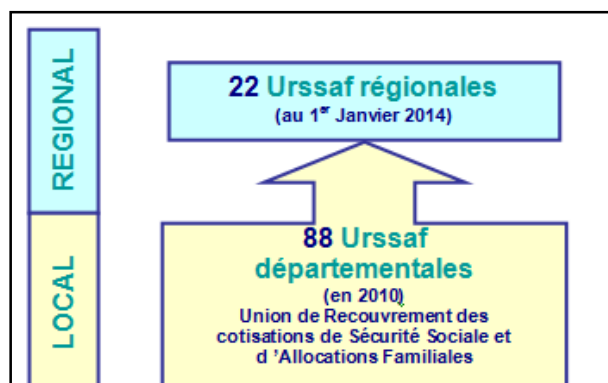 REGIONAL
22 Urssaf régionales
(au 1er Janvier 2014)
LOCAL
88 Urssaf
départementales
(en 2010)
Union de Recouvrement des
cotisations de Sécurité Sociale et
d 'Allocations Familiales